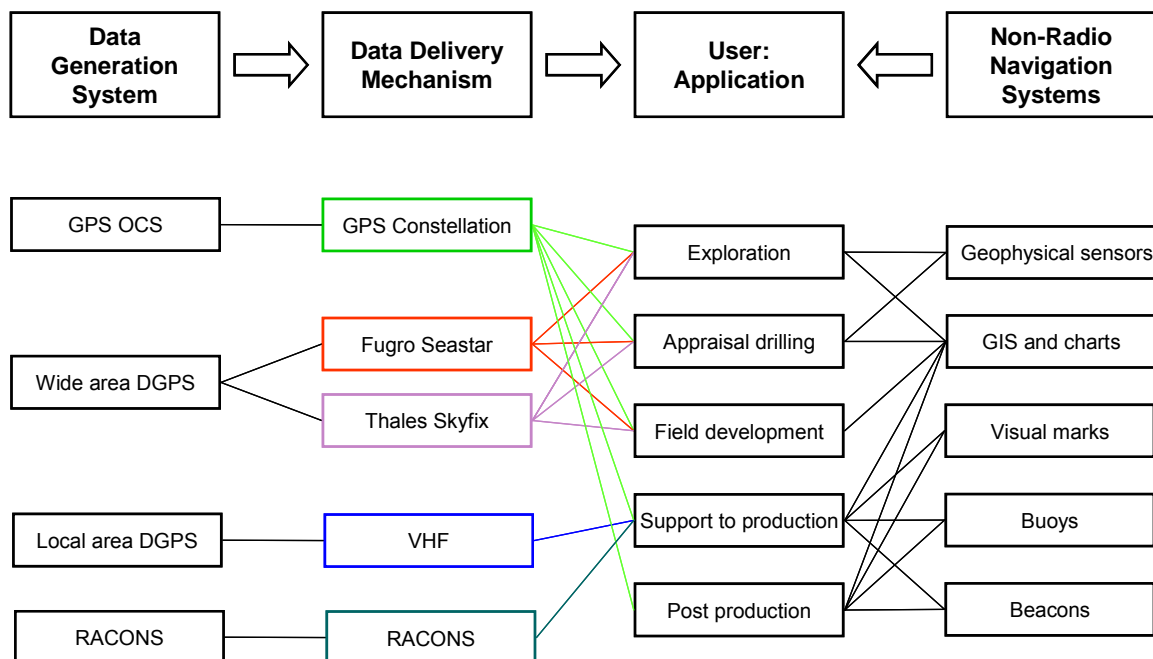 Data
Generation
System
Data Delivery
Mechanism
User:
Application
Non-Radio
Navigation
Systems
GPS OCS
GPS Constellation
Exploration
Geophysical sensors
Fugro Seastar
Appraisal drilling
GIS and charts
Wide area DGPS
Thales Skyfix
Field development
Visual marks
Local area DGPS
VHF
Support to production
Buoys
RACONS
RACONS
Post production
Beacons